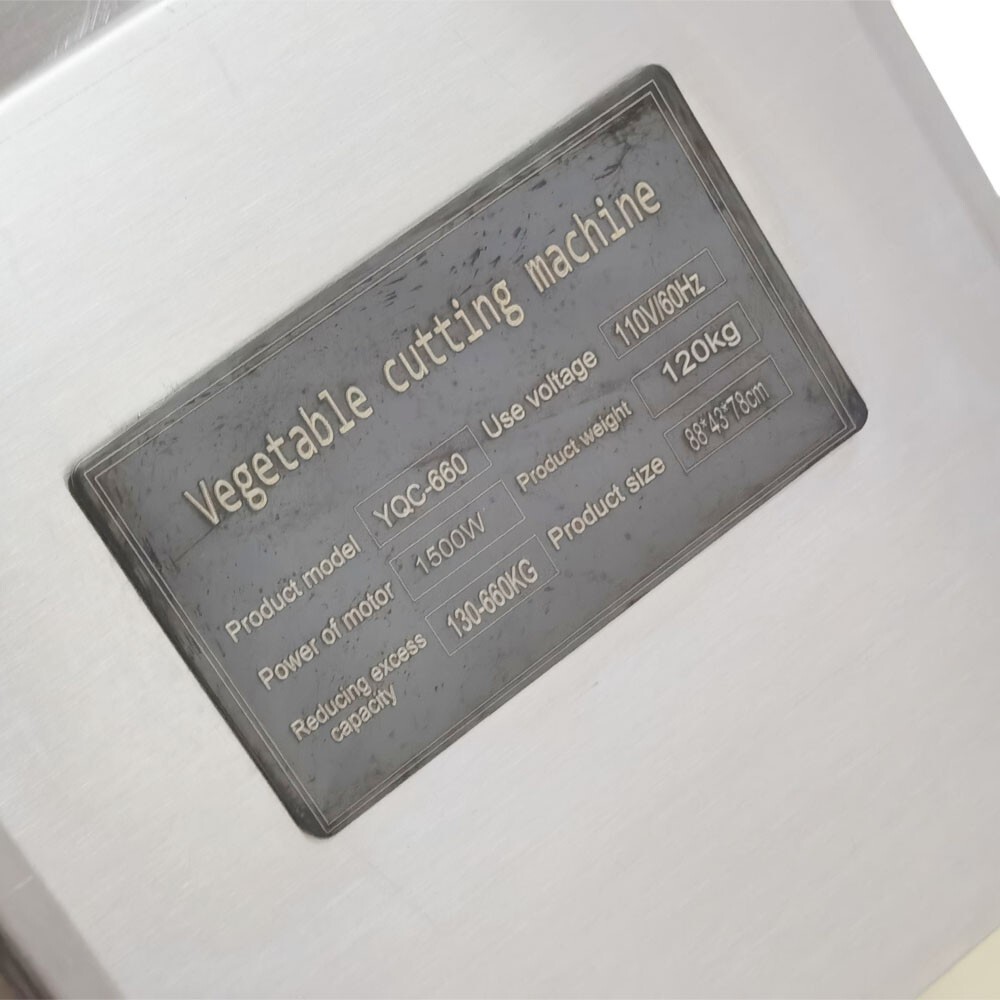 Vegetable cutting machine
Product model YQC-660 Use voltage 110V/60Hz
Power of motor 1500W Product weight 120kg
Reducing excess capacity 130-660KG Product size 88*43*78cm